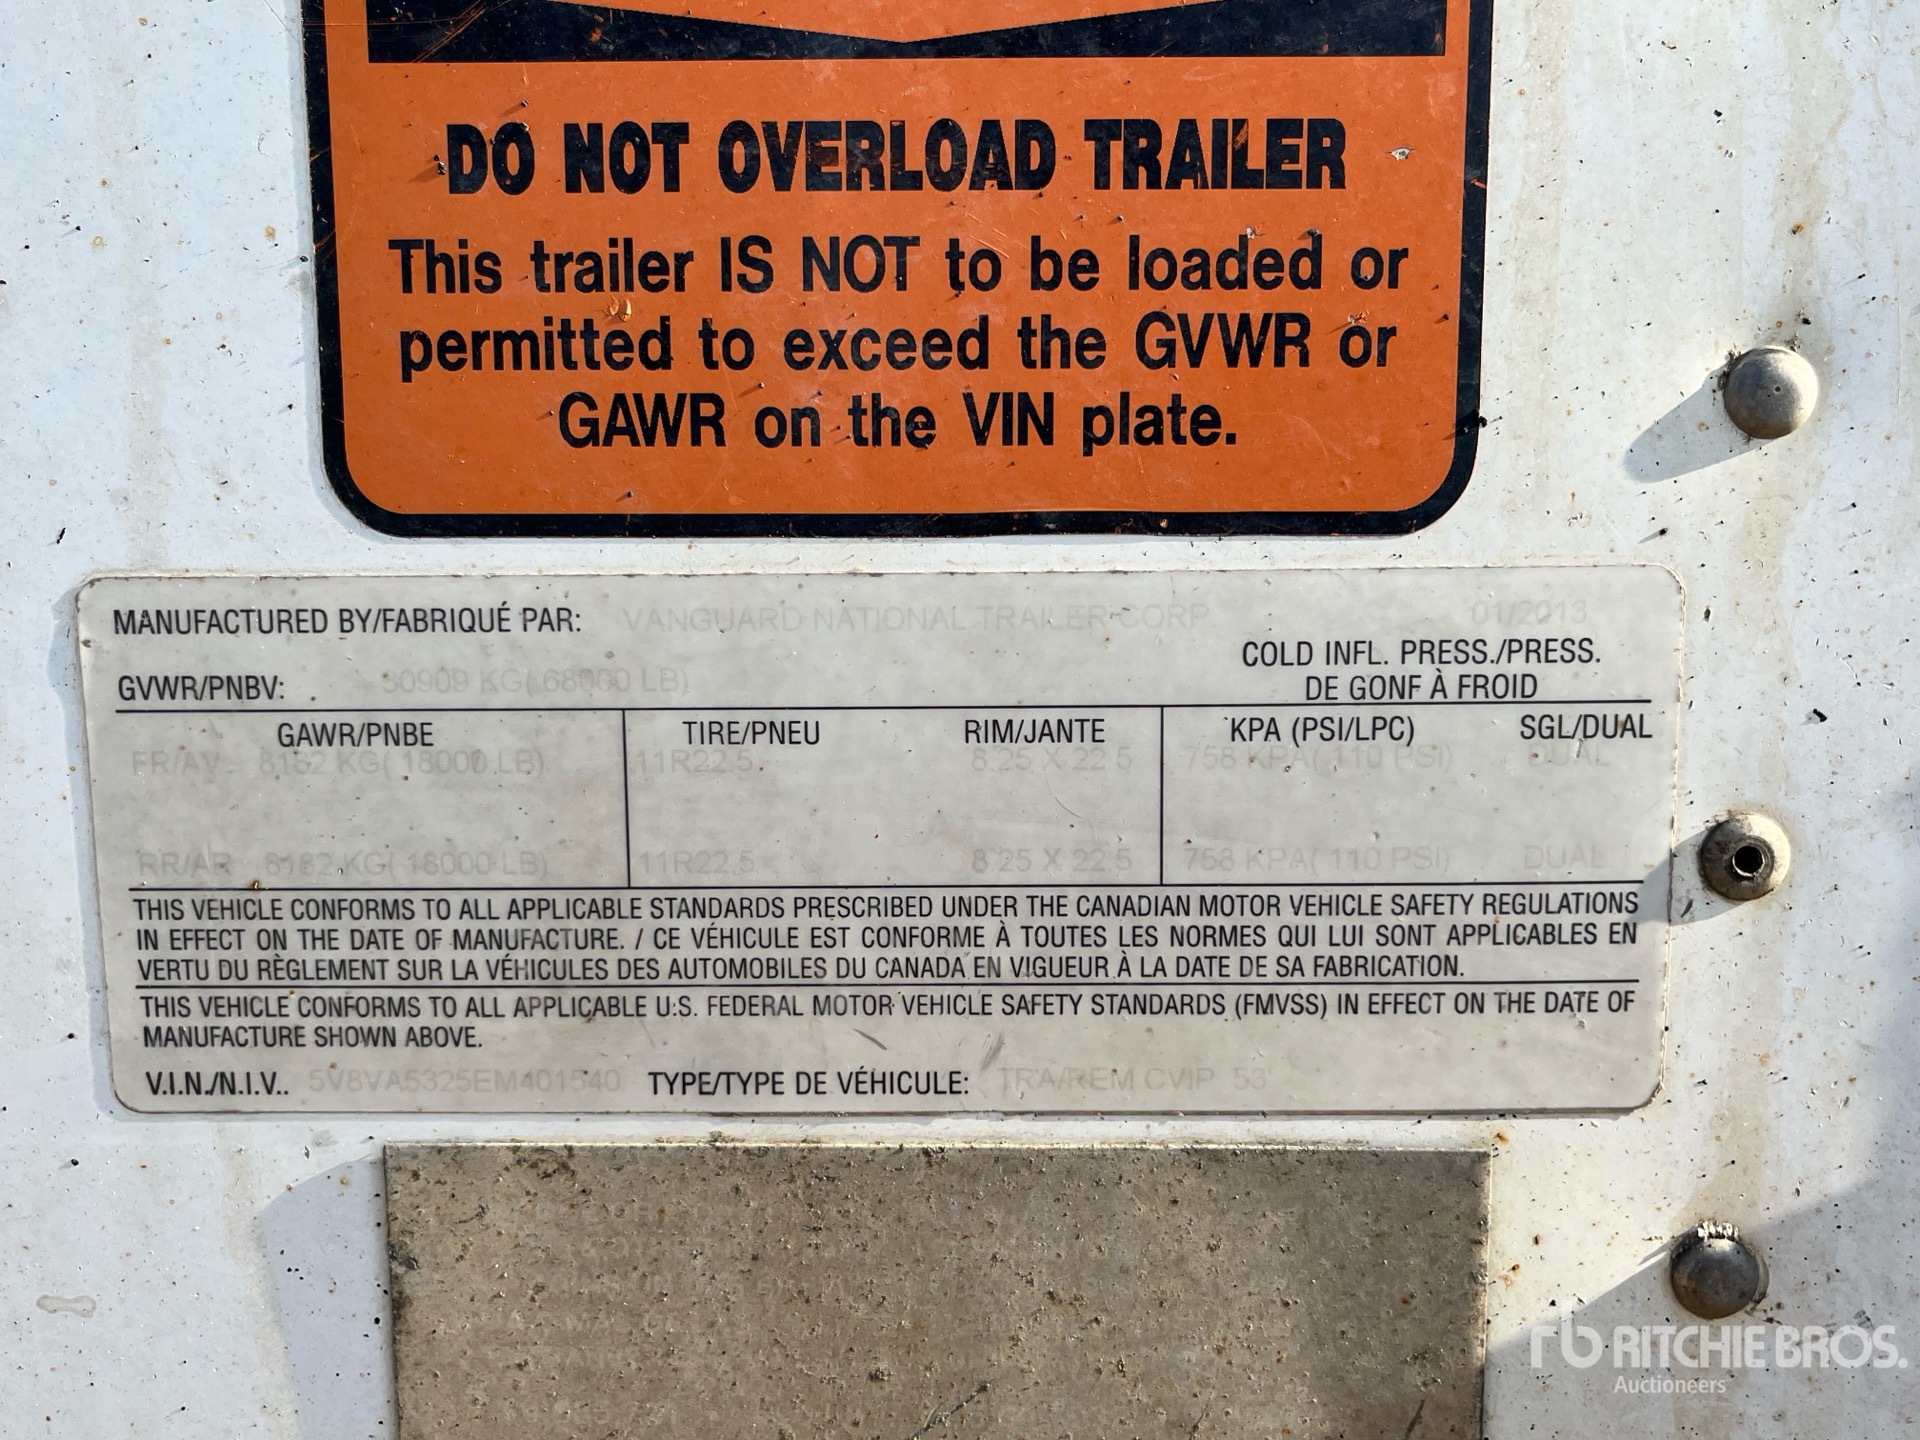 DO NOT OVERLOAD TRAILER
This trailer IS NOT to be loaded or
permitted to exceed the GVWR or
GAWR on the VIN plate.
MANUFACTURED BY/FABRIQUÉ PAR: VANGUARD NATIONAL TRAILER CORP 01/2013
COLD INFL. PRESS./PRESS.
DE GONF À FROID
GVWR/PNBV: 30909 KG( 68000 LB)
GAWR/PNBE TIRE/PNEU RIM/JANTE KPA (PSI/LPC) SGL/DUAL
FR/AV 8182 KG( 18000 LB) 11R22.5 8.25 X 22.5 758 KPA( 110 PSI) DUAL
RR/AR 8182 KG( 18000 LB) 11R22.5 8.25 X 22.5 758 KPA( 110 PSI) DUAL
THIS VEHICLE CONFORMS TO ALL APPLICABLE STANDARDS PRESCRIBED UNDER THE CANADIAN MOTOR VEHICLE SAFETY REGULATIONS
IN EFFECT ON THE DATE OF MANUFACTURE. / CE VÉHICULE EST CONFORME À TOUTES LES NORMES QUI LUI SONT APPLICABLES EN
VERTU DU RÈGLEMENT SUR LA VÉHICULES DES AUTOMOBILES DU CANADA EN VIGUEUR À LA DATE DE SA FABRICATION.
THIS VEHICLE CONFORMS TO ALL APPLICABLE U.S. FEDERAL MOTOR VEHICLE SAFETY STANDARDS (FMVSS) IN EFFECT ON THE DATE OF
MANUFACTURE SHOWN ABOVE.
V.I.N./N.I.V.. 5V8VA5325EM401540 TYPE/TYPE DE VÉHICULE: TRA/REM CVIP 53'
rb RITCHIE BROS.
Auctioneers